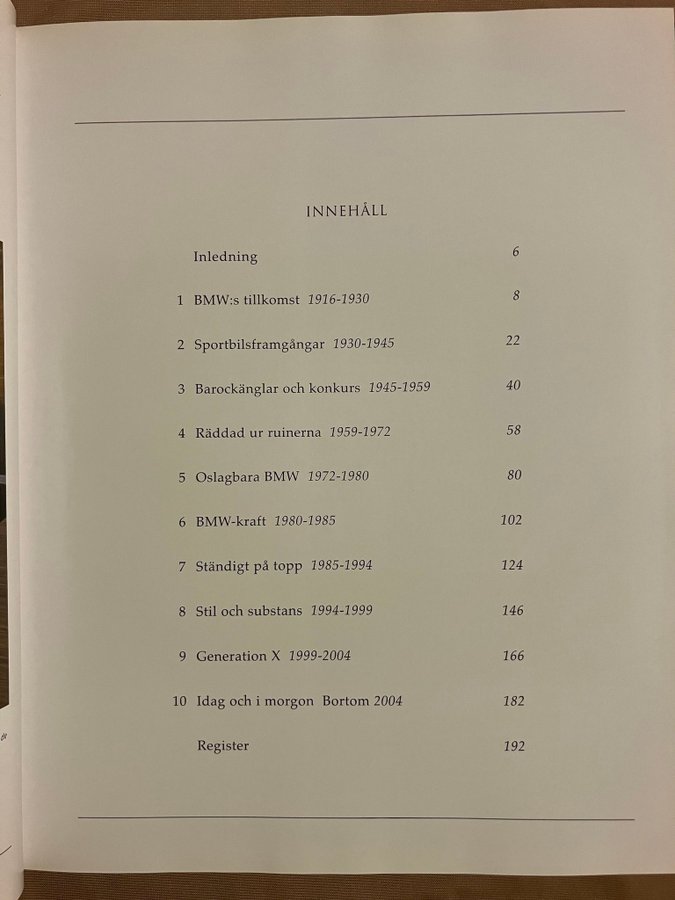 INNEHÅLL
Inledning 6
1 BMW:s tillkomst 1916-1930 8
2 Sportbilsframgångar 1930-1945 22
3 Barockänglar och konkurs 1945-1959 40
4 Räddad ur ruinerna 1959-1972 58
5 Oslagbara BMW 1972-1980 80
6 BMW-kraft 1980-1985 102
7 Ständigt på topp 1985-1994 124
8 Stil och substans 1994-1999 146
9 Generation X 1999-2004 166
10 Idag och i morgon Bortom 2004 182
Register 192